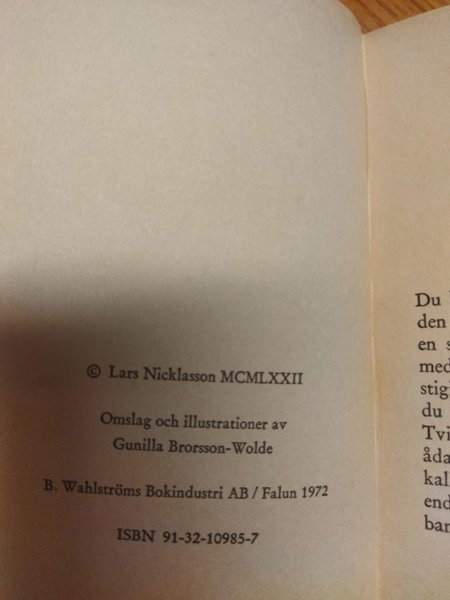 © Lars Nicklasson MCMLXXII
Omslag och illustrationer av
Gunilla Brorsson-Wolde
B. Wahlströms Bokindustri AB / Falun 1972
ISBN 91-32-10985-7
Du
den
en s
med
stig
du
Tvi
åda
kall
end
bar